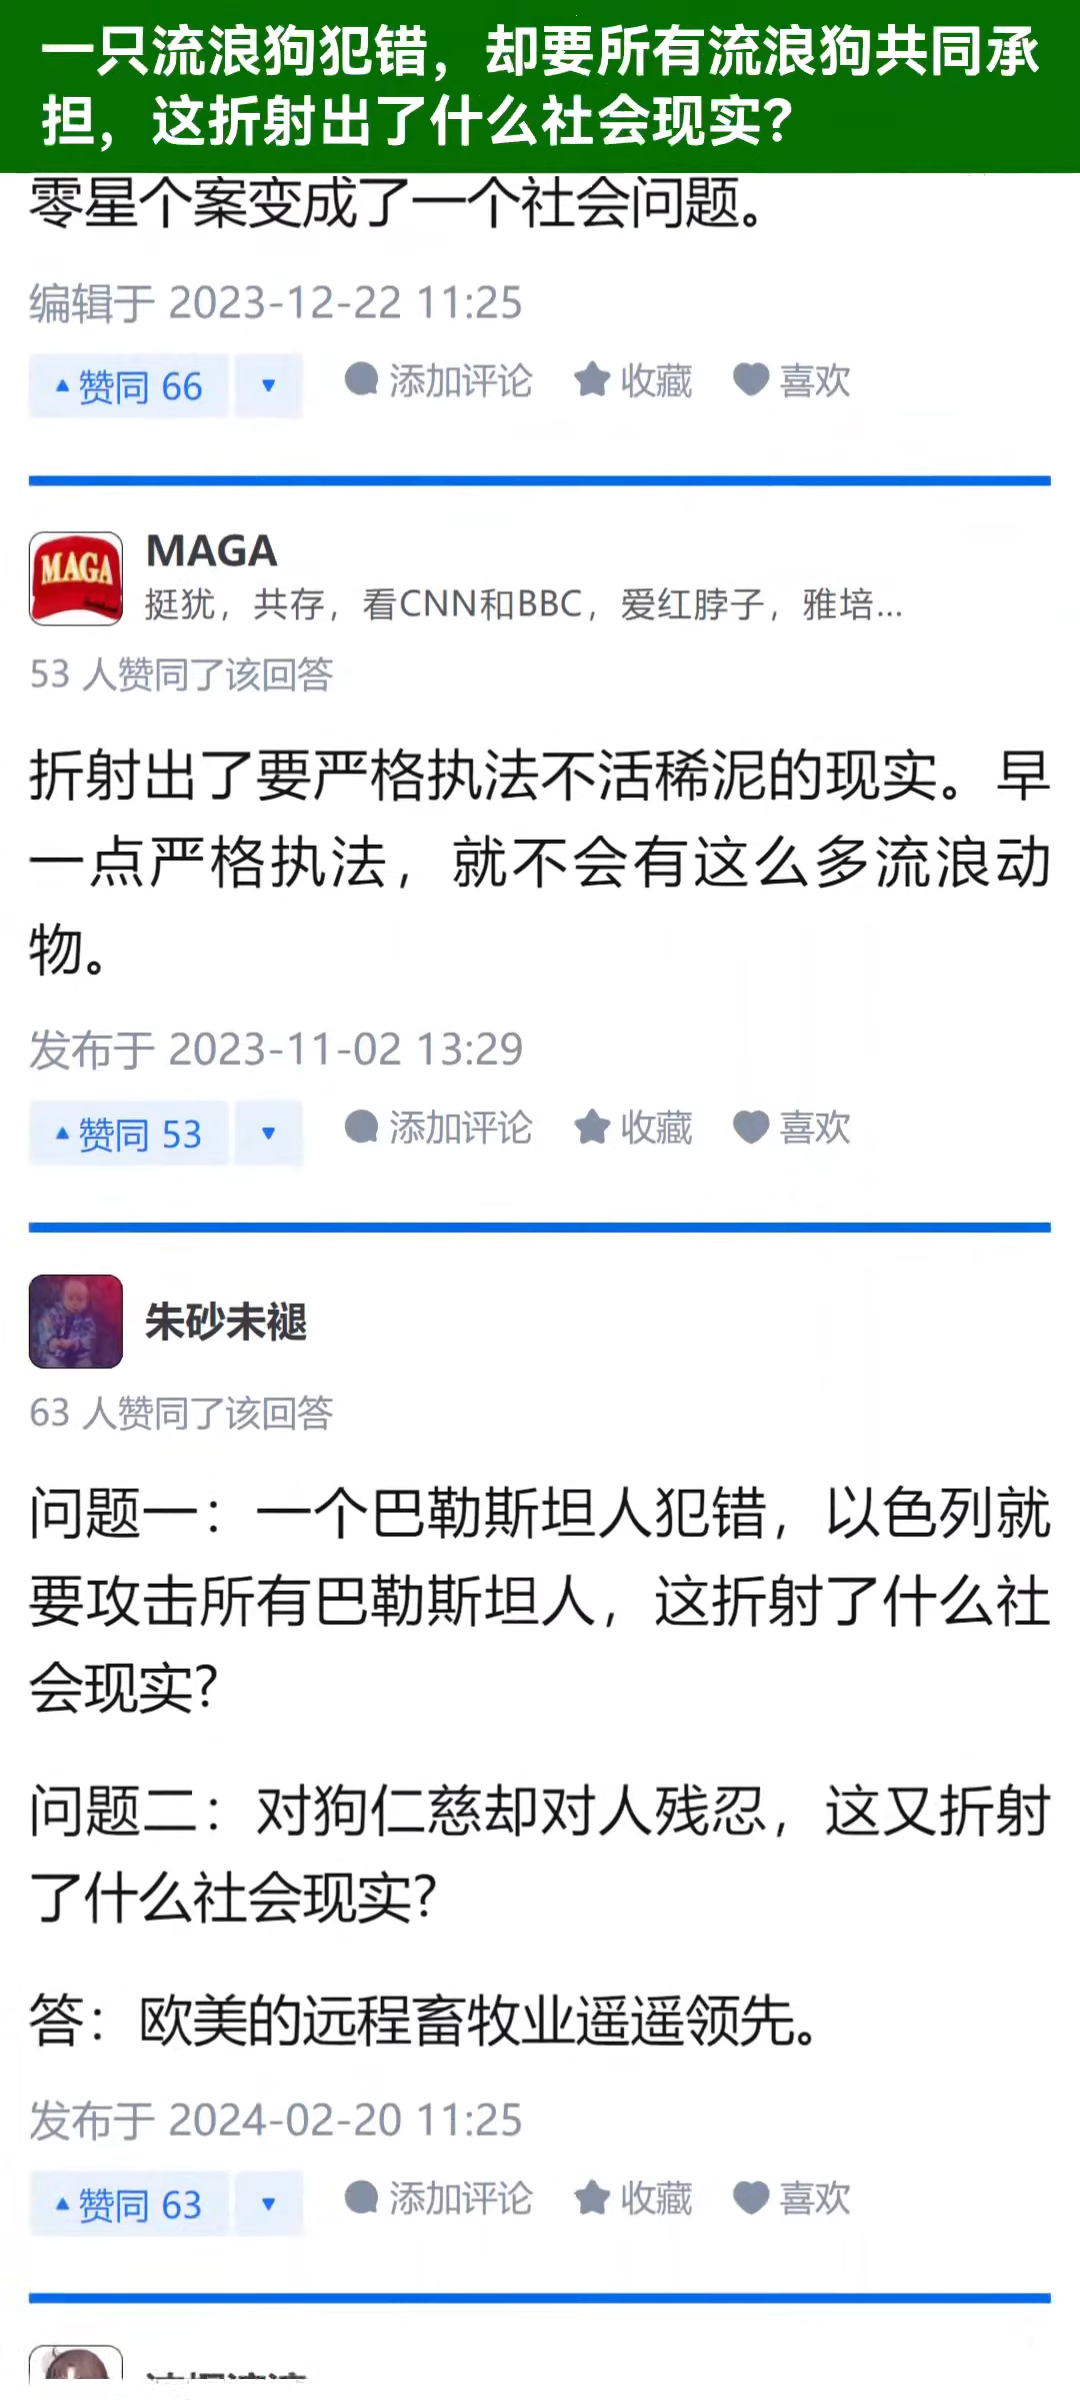 一只流浪狗犯错，却要所有流浪狗共同承
担，这折射出了什么社会现实？
零星个案变成了一个社会问题。
编辑于 2023-12-22 11:25
赞同 66 添加评论 收藏 喜欢
MAGA
MAGA
挺犹，共存，看CNN和BBC，爱红脖子，雅培...
53 人赞同了该回答
折射出了要严格执法不活稀泥的现实。早
一点严格执法，就不会有这么多流浪动
物。
发布于 2023-11-02 13:29
赞同 53 添加评论 收藏 喜欢
朱砂未褪
63 人赞同了该回答
问题一：一个巴勒斯坦人犯错，以色列就
要攻击所有巴勒斯坦人，这折射了什么社
会现实？
问题二：对狗仁慈却对人残忍，这又折射
了什么社会现实？
答：欧美的远程畜牧业遥遥领先。
发布于 2024-02-20 11:25
赞同 63 添加评论 收藏 喜欢